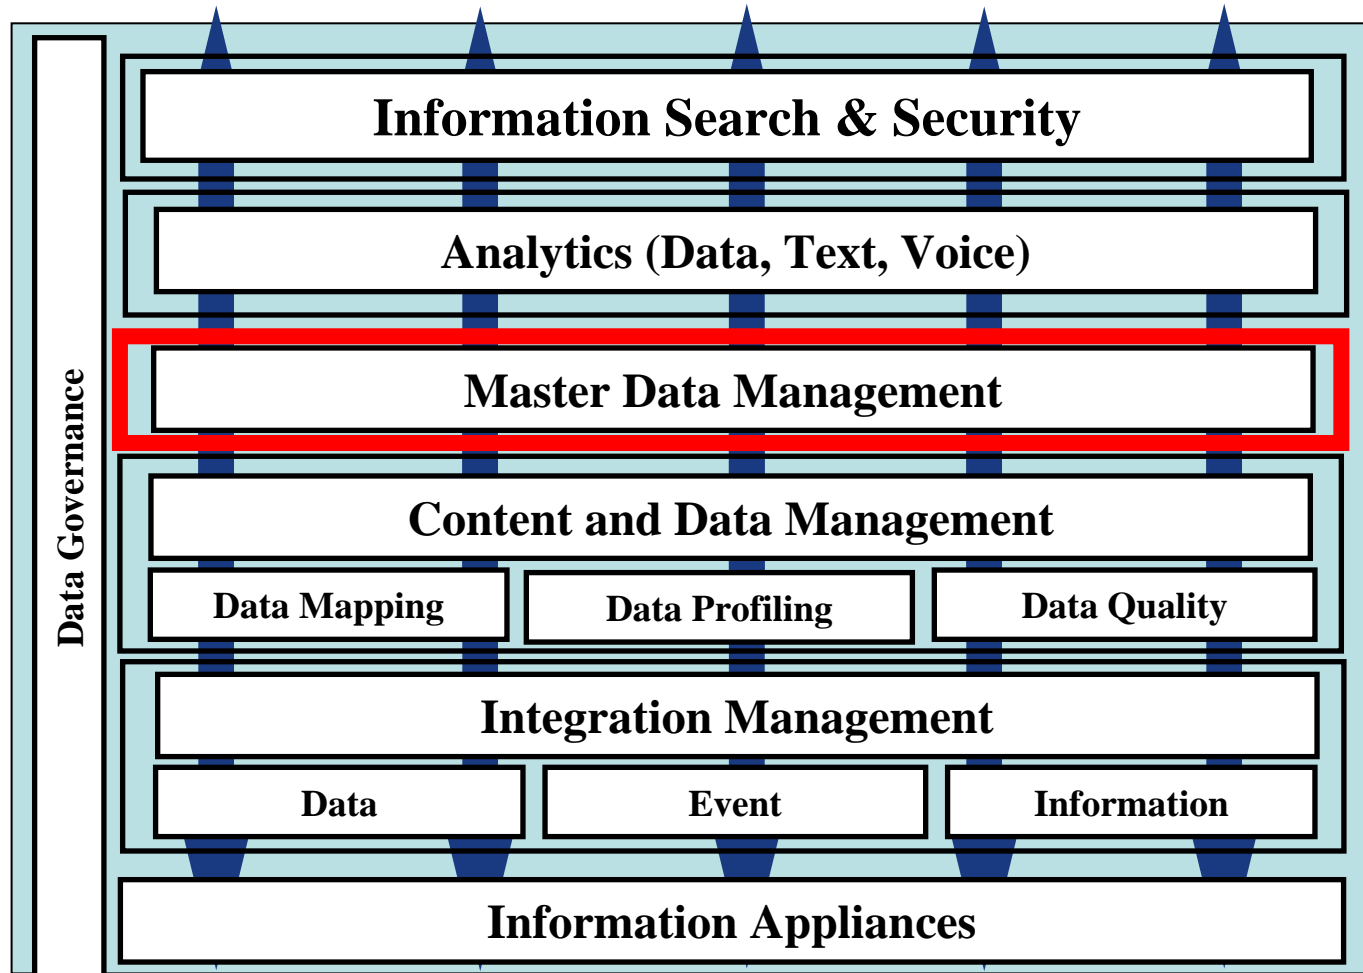 Data Governance
Information Search & Security
Analytics (Data, Text, Voice)
Master Data Management
Content and Data Management
Data Mapping
Data Profiling
Data Quality
Integration Management
Data
Event
Information
Information Appliances